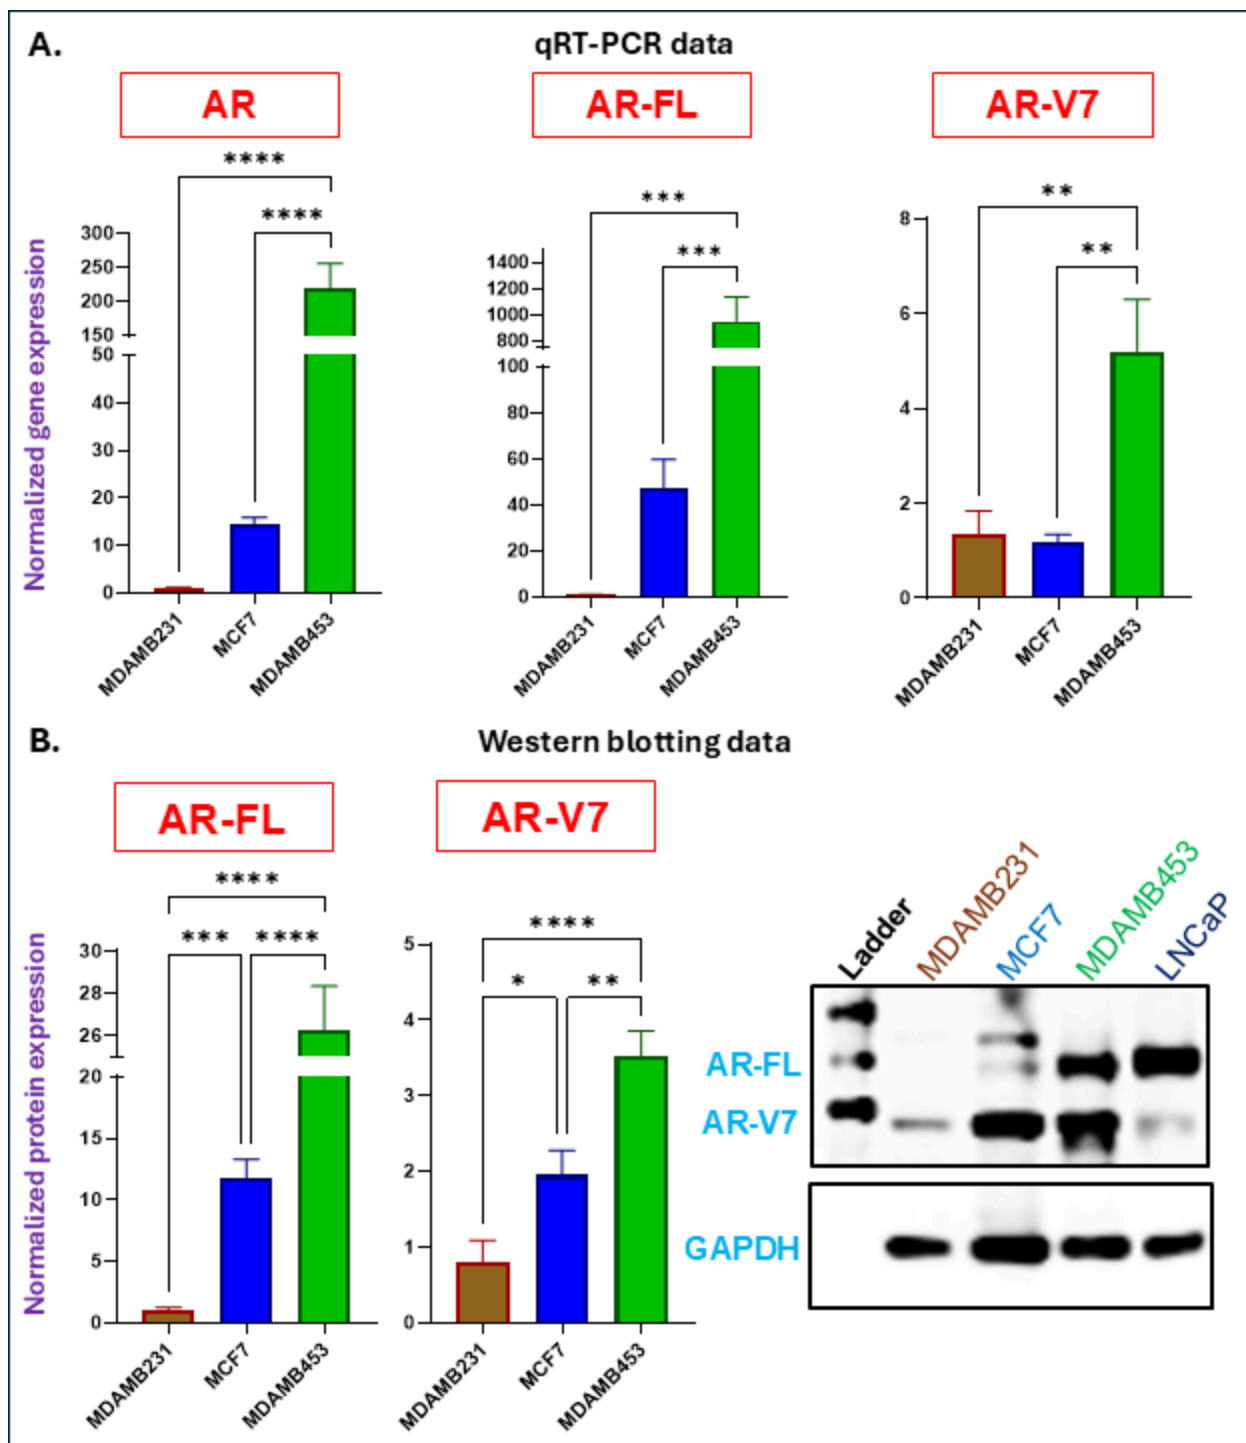 A.
qRT-PCR data
AR
AR-FL
AR-V7
Normalized gene expression
****
****
300
250
200
150
50
40
30
20
10
0
MDAMB231
MCF7
MDAMB453
***
***
1400
1200
1000
800
100
80
60
40
20
0
MDAMB231
MCF7
MDAMB453
**
**
8
6
4
2
0
MDAMB231
MCF7
MDAMB453
B.
Western blotting data
AR-FL
AR-V7
Normalized protein expression
****
***
****
30
28
26
20
15
10
5
0
MDAMB231
MCF7
MDAMB453
****
*
**
5
4
3
2
1
0
MDAMB231
MCF7
MDAMB453
Ladder
MDAMB231
MCF7
MDAMB453
LNCaP
AR-FL
AR-V7
GAPDH